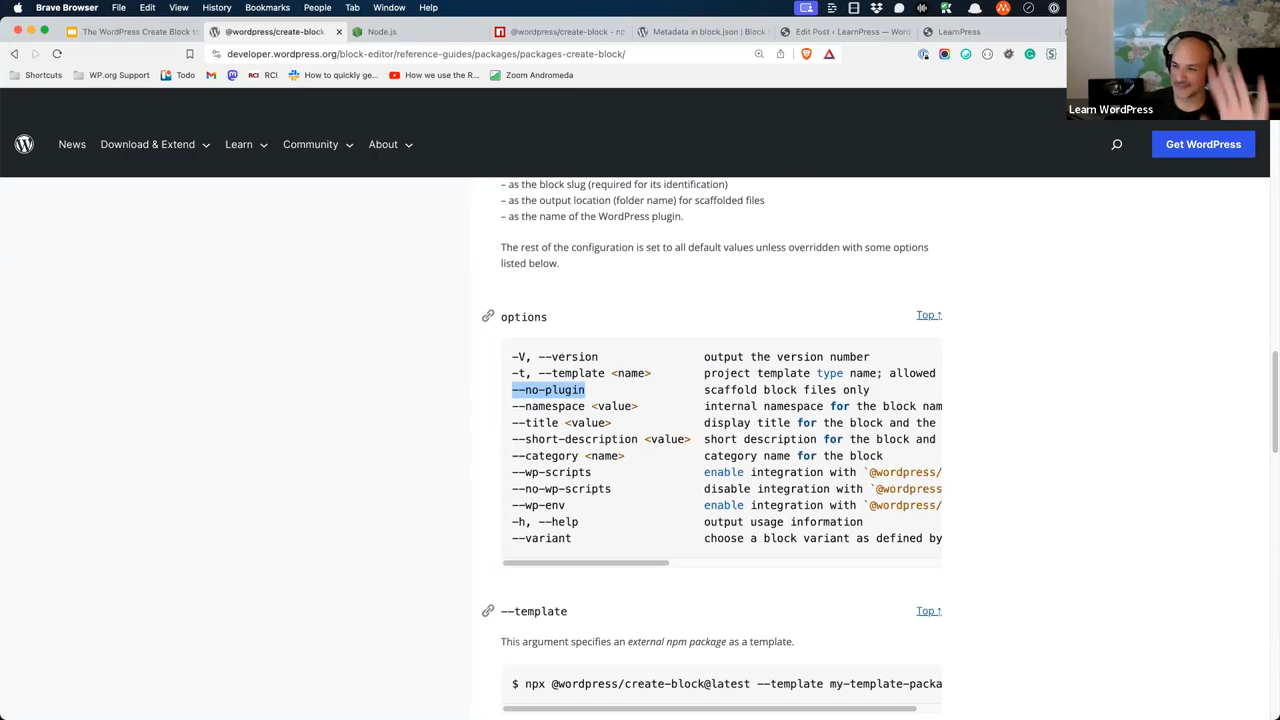 Brave Browser File Edit View History Bookmarks People Tab Window Help
The WordPress Create Block to
@wordpress/create-block
Node.js
@wordpress/create-block - np
Metadata in block.json | Block
Edit Post ‹ LearnPress — Word
LearnPress
developer.wordpress.org/block-editor/reference-guides/packages/packages-create-block/
Shortcuts WP.org Support Todo RCI RCI How to quickly ge... How we use the R... Zoom Andromeda
Learn WordPress
News Download & Extend Learn Community About Get WordPress
– as the block slug (required for its identification)
– as the output location (folder name) for scaffolded files
– as the name of the WordPress plugin.
The rest of the configuration is set to all default values unless overridden with some options
listed below.
options Top ↑
-V, --version output the version number
-t, --template <name> project template type name; allowed
--no-plugin scaffold block files only
--namespace <value> internal namespace for the block nam
--title <value> display title for the block and the
--short-description <value> short description for the block and
--category <name> category name for the block
--wp-scripts enable integration with `@wordpress/
--no-wp-scripts disable integration with `@wordpress
--wp-env enable integration with `@wordpress/
-h, --help output usage information
--variant choose a block variant as defined by
--template Top ↑
This argument specifies an external npm package as a template.
$ npx @wordpress/create-block@latest --template my-template-packa